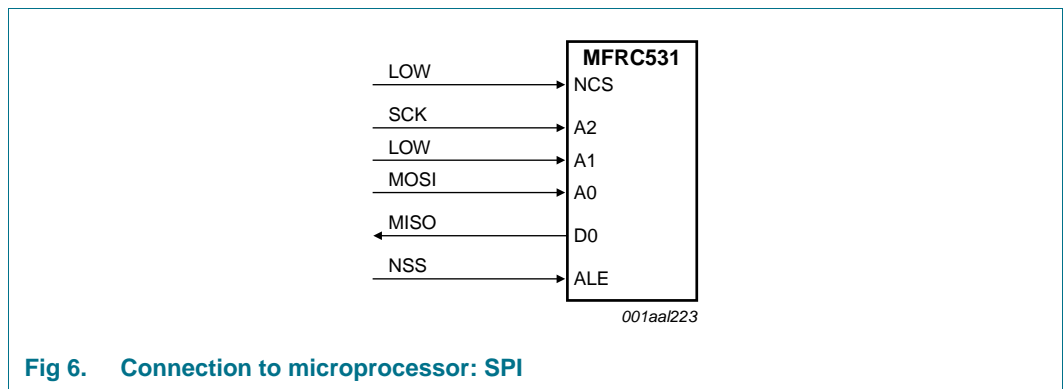 MFRC531
LOW
NCS
SCK
A2
LOW
A1
MOSI
A0
MISO
D0
NSS
ALE
001aal223
Fig 6. Connection to microprocessor: SPI